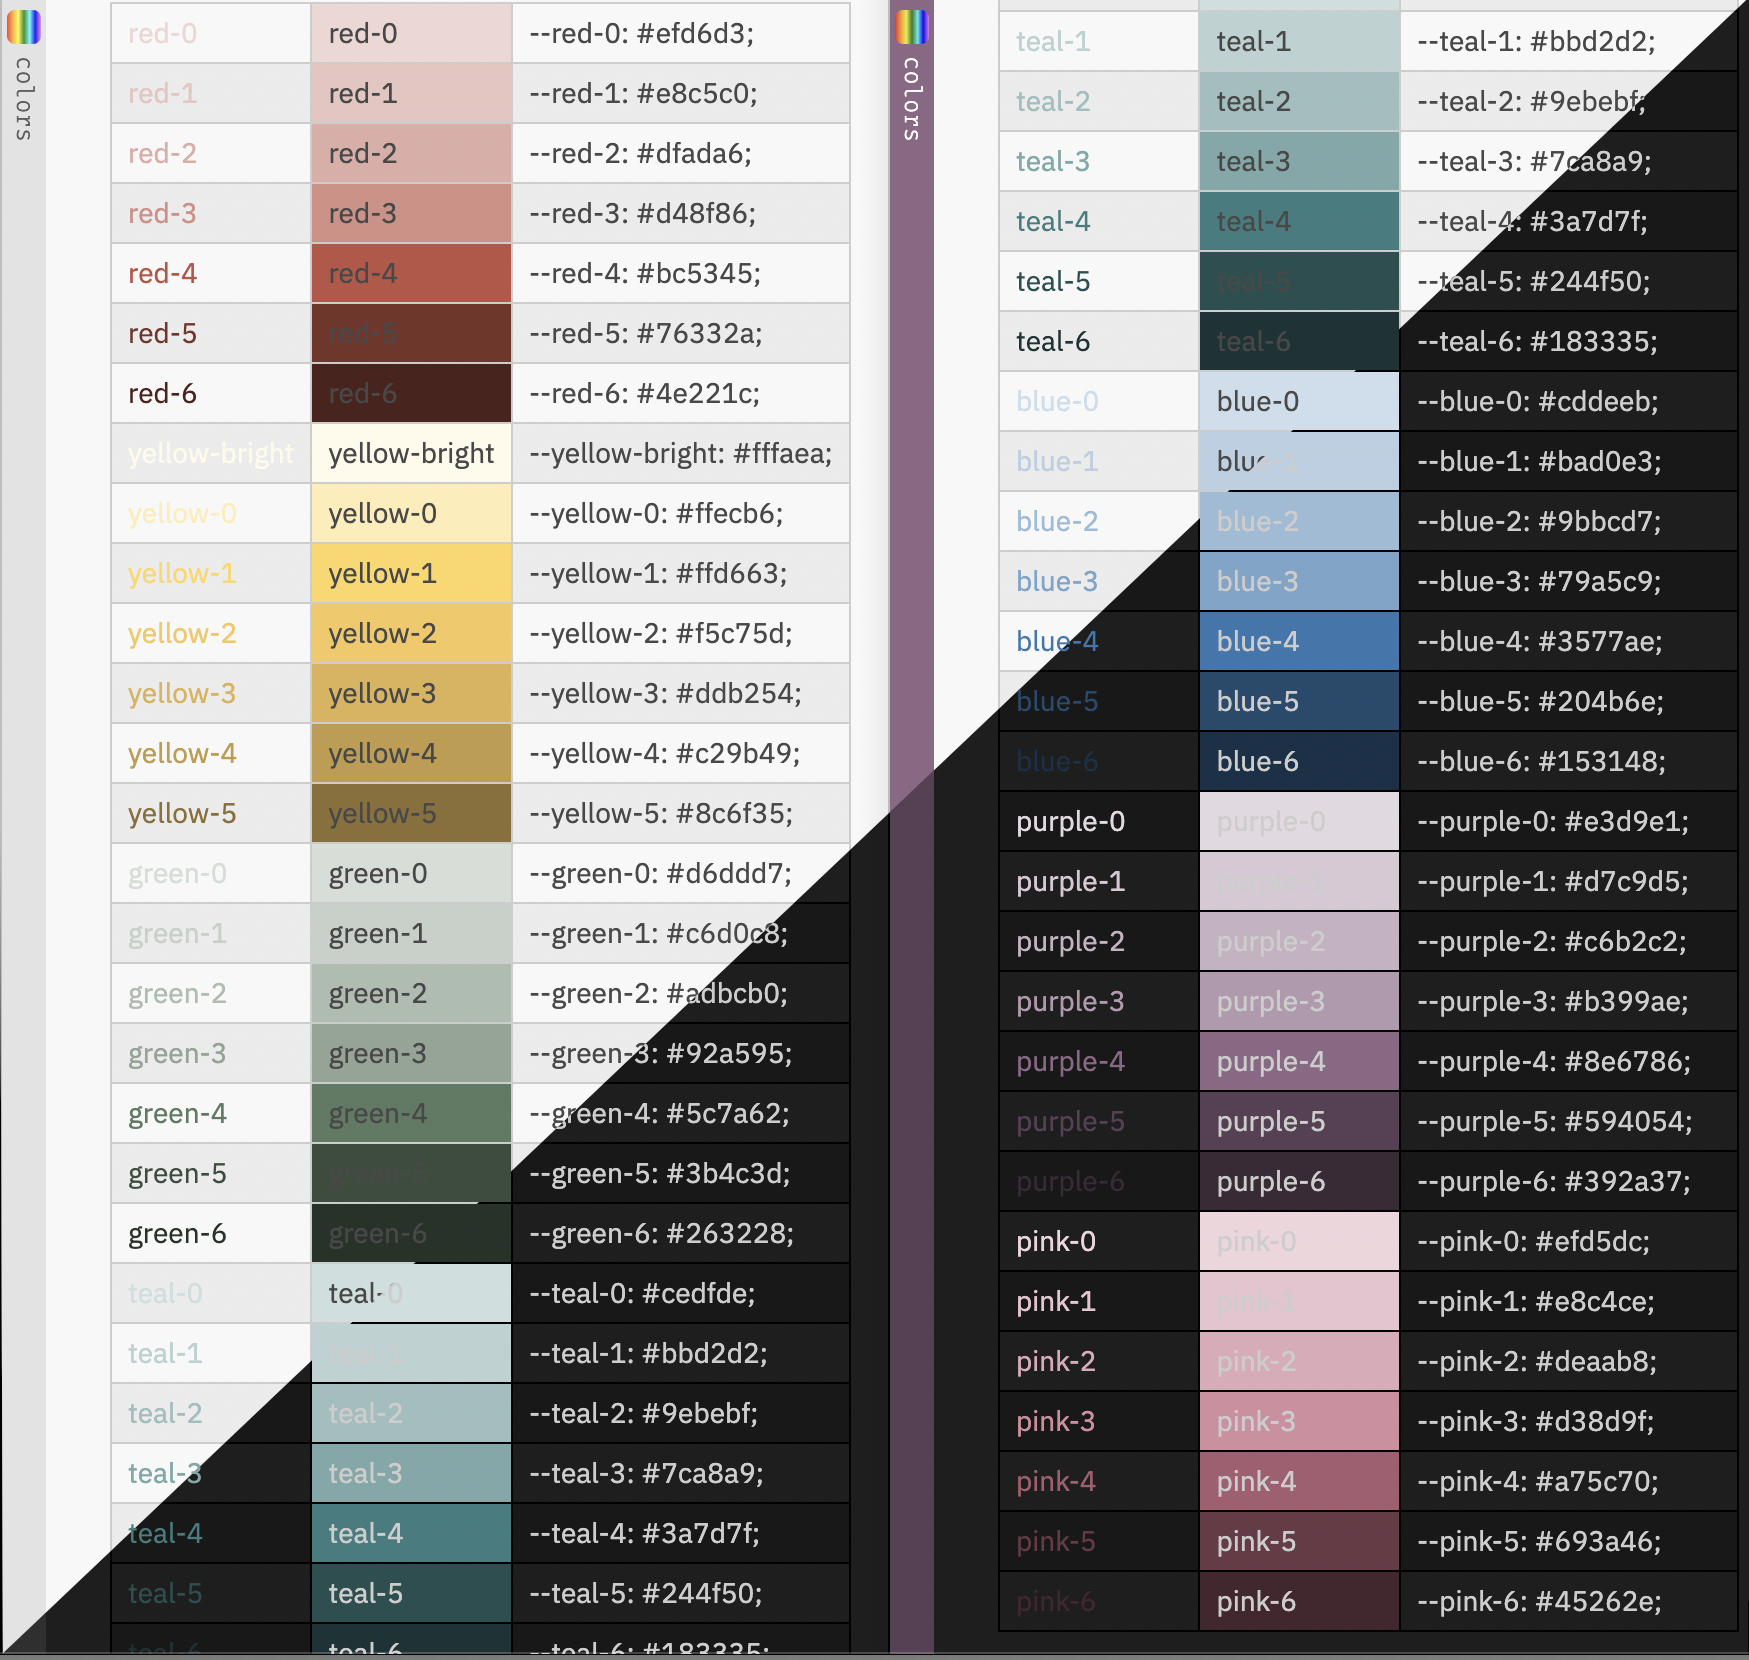 colors
red-0 red-0 --red-0: #efd6d3;
red-1 red-1 --red-1: #e8c5c0;
red-2 red-2 --red-2: #dfada6;
red-3 red-3 --red-3: #d48f86;
red-4 red-4 --red-4: #bc5345;
red-5 red-5 --red-5: #76332a;
red-6 red-6 --red-6: #4e221c;
yellow-bright yellow-bright --yellow-bright: #fffaea;
yellow-0 yellow-0 --yellow-0: #ffecb6;
yellow-1 yellow-1 --yellow-1: #ffd663;
yellow-2 yellow-2 --yellow-2: #f5c75d;
yellow-3 yellow-3 --yellow-3: #ddb254;
yellow-4 yellow-4 --yellow-4: #c29b49;
yellow-5 yellow-5 --yellow-5: #8c6f35;
green-0 green-0 --green-0: #d6ddd7;
green-1 green-1 --green-1: #c6d0c8;
green-2 green-2 --green-2: #adbcb0;
green-3 green-3 --green-3: #92a595;
green-4 green-4 --green-4: #5c7a62;
green-5 green-5 --green-5: #3b4c3d;
green-6 green-6 --green-6: #263228;
teal-0 teal-0 --teal-0: #cedfde;
teal-1 teal-1 --teal-1: #bbd2d2;
teal-2 teal-2 --teal-2: #9ebebf;
teal-3 teal-3 --teal-3: #7ca8a9;
teal-4 teal-4 --teal-4: #3a7d7f;
teal-5 teal-5 --teal-5: #244f50;
teal-6 teal-6 --teal-6: #183335;
colors
teal-1 teal-1 --teal-1: #bbd2d2;
teal-2 teal-2 --teal-2: #9ebebf;
teal-3 teal-3 --teal-3: #7ca8a9;
teal-4 teal-4 --teal-4: #3a7d7f;
teal-5 teal-5 --teal-5: #244f50;
teal-6 teal-6 --teal-6: #183335;
blue-0 blue-0 --blue-0: #cddeeb;
blue-1 blue-1 --blue-1: #bad0e3;
blue-2 blue-2 --blue-2: #9bbcd7;
blue-3 blue-3 --blue-3: #79a5c9;
blue-4 blue-4 --blue-4: #3577ae;
blue-5 blue-5 --blue-5: #204b6e;
blue-6 blue-6 --blue-6: #153148;
purple-0 purple-0 --purple-0: #e3d9e1;
purple-1 purple-1 --purple-1: #d7c9d5;
purple-2 purple-2 --purple-2: #c6b2c2;
purple-3 purple-3 --purple-3: #b399ae;
purple-4 purple-4 --purple-4: #8e6786;
purple-5 purple-5 --purple-5: #594054;
purple-6 purple-6 --purple-6: #392a37;
pink-0 pink-0 --pink-0: #efd5dc;
pink-1 pink-1 --pink-1: #e8c4ce;
pink-2 pink-2 --pink-2: #deaab8;
pink-3 pink-3 --pink-3: #d38d9f;
pink-4 pink-4 --pink-4: #a75c70;
pink-5 pink-5 --pink-5: #693a46;
pink-6 pink-6 --pink-6: #45262e;